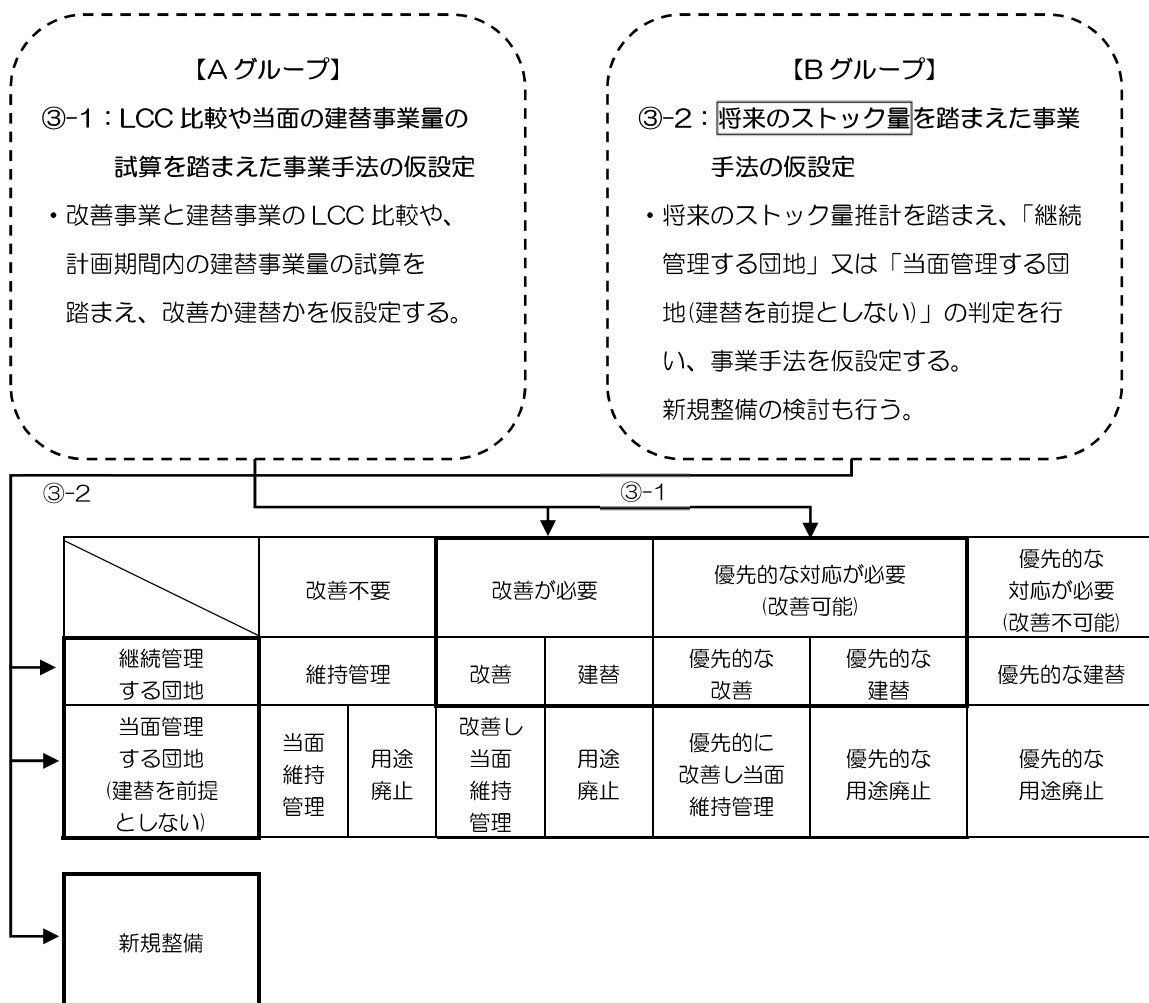 【Aグループ】
③-1：LCC 比較や当面の建替事業量の
試算を踏まえた事業手法の仮設定
・改善事業と建替事業の LCC 比較や、
計画期間内の建替事業量の試算を
踏まえ、改善か建替かを仮設定する。
【Bグループ】
③-2：将来のストック量を踏まえた事業
手法の仮設定
・将来のストック量推計を踏まえ、「継続
管理する団地」又は「当面管理する団
地(建替を前提としない)」の判定を行
い、事業手法を仮設定する。
新規整備の検討も行う。
③-2
③-1
改善不要
改善が必要
優先的な対応が必要
(改善可能)
優先的な
対応が必要
(改善不可能)
継続管理
する団地
維持管理
改善
建替
優先的な
改善
優先的な
建替
優先的な建替
当面管理
する団地
(建替を前提
としない)
当面
維持
管理
用途
廃止
改善し
当面
維持
管理
用途
廃止
優先的に
改善し当面
維持管理
優先的な
用途廃止
優先的な
用途廃止
新規整備